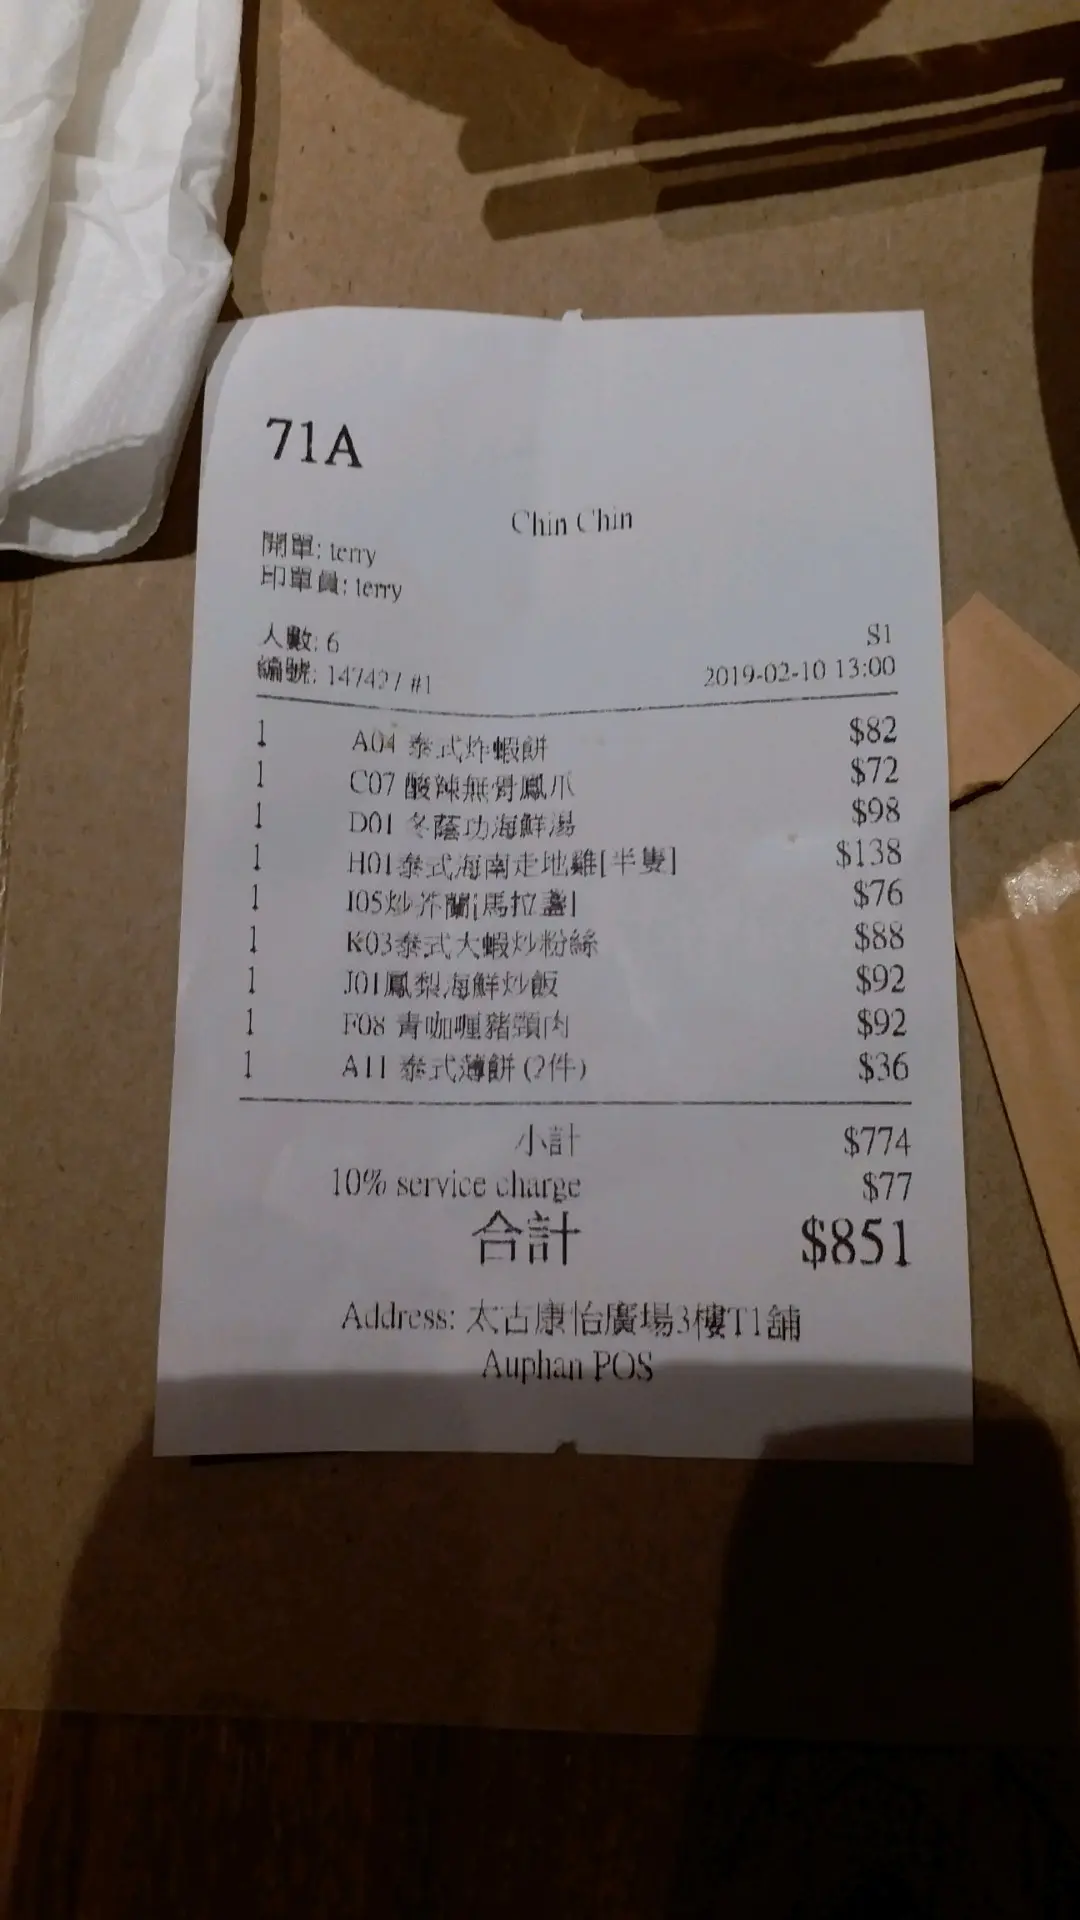 71A
Chin Chin
開單: terry
印單員: terry
人數: 6 S1
編號: 147427 #1 2019-02-10 13:00
1 A04 泰式炸蝦餅 $82
1 C07 酸辣無骨鳳爪 $72
1 D01 冬蔭功海鮮湯 $98
1 H01泰式海南走地雞[半隻] $138
1 I05炒芥蘭[馬拉盞] $76
1 K03泰式大蝦炒粉絲 $88
1 J01鳳梨海鮮炒飯 $92
1 F08 青咖喱豬頸肉 $92
1 A11 泰式薄餅 (2件) $36
小計 $774
10% service charge $77
合計 $851
Address: 太古康怡廣場3樓T1舖
Auphan POS